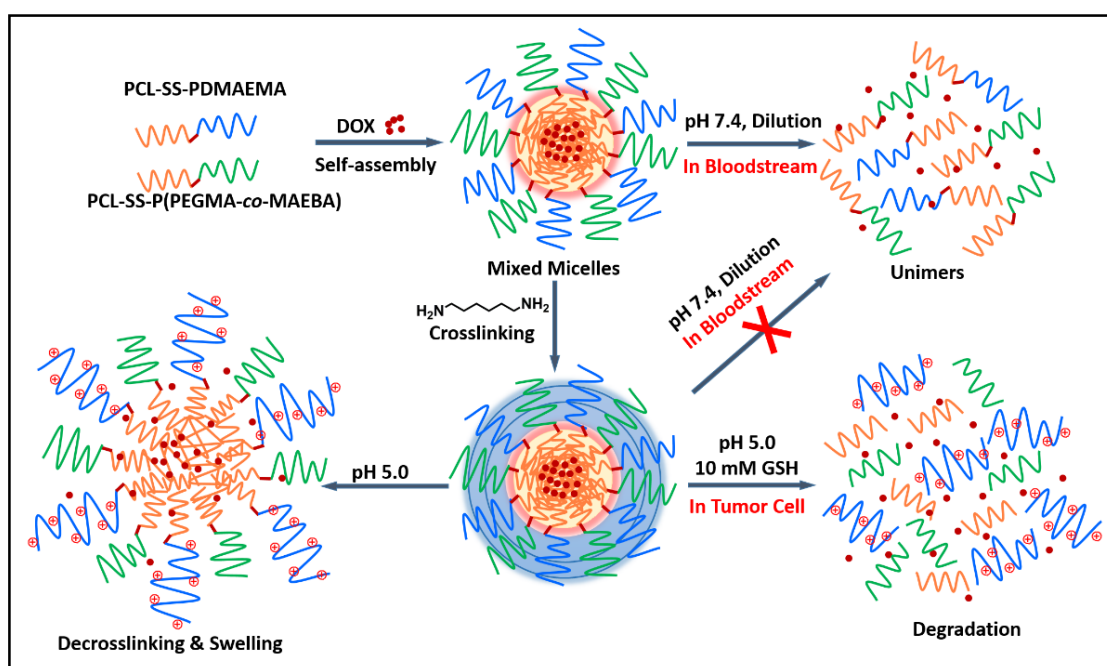 PCL-SS-PDMAEMA
PCL-SS-P(PEGMA-co-MAEBA)
DOX
Self-assembly
Mixed Micelles
pH 7.4, Dilution
In Bloodstream
Unimers
H₂N NH₂
Crosslinking
pH 7.4, Dilution
In Bloodstream
pH 5.0
Decrosslinking & Swelling
pH 5.0
10 mM GSH
In Tumor Cell
Degradation